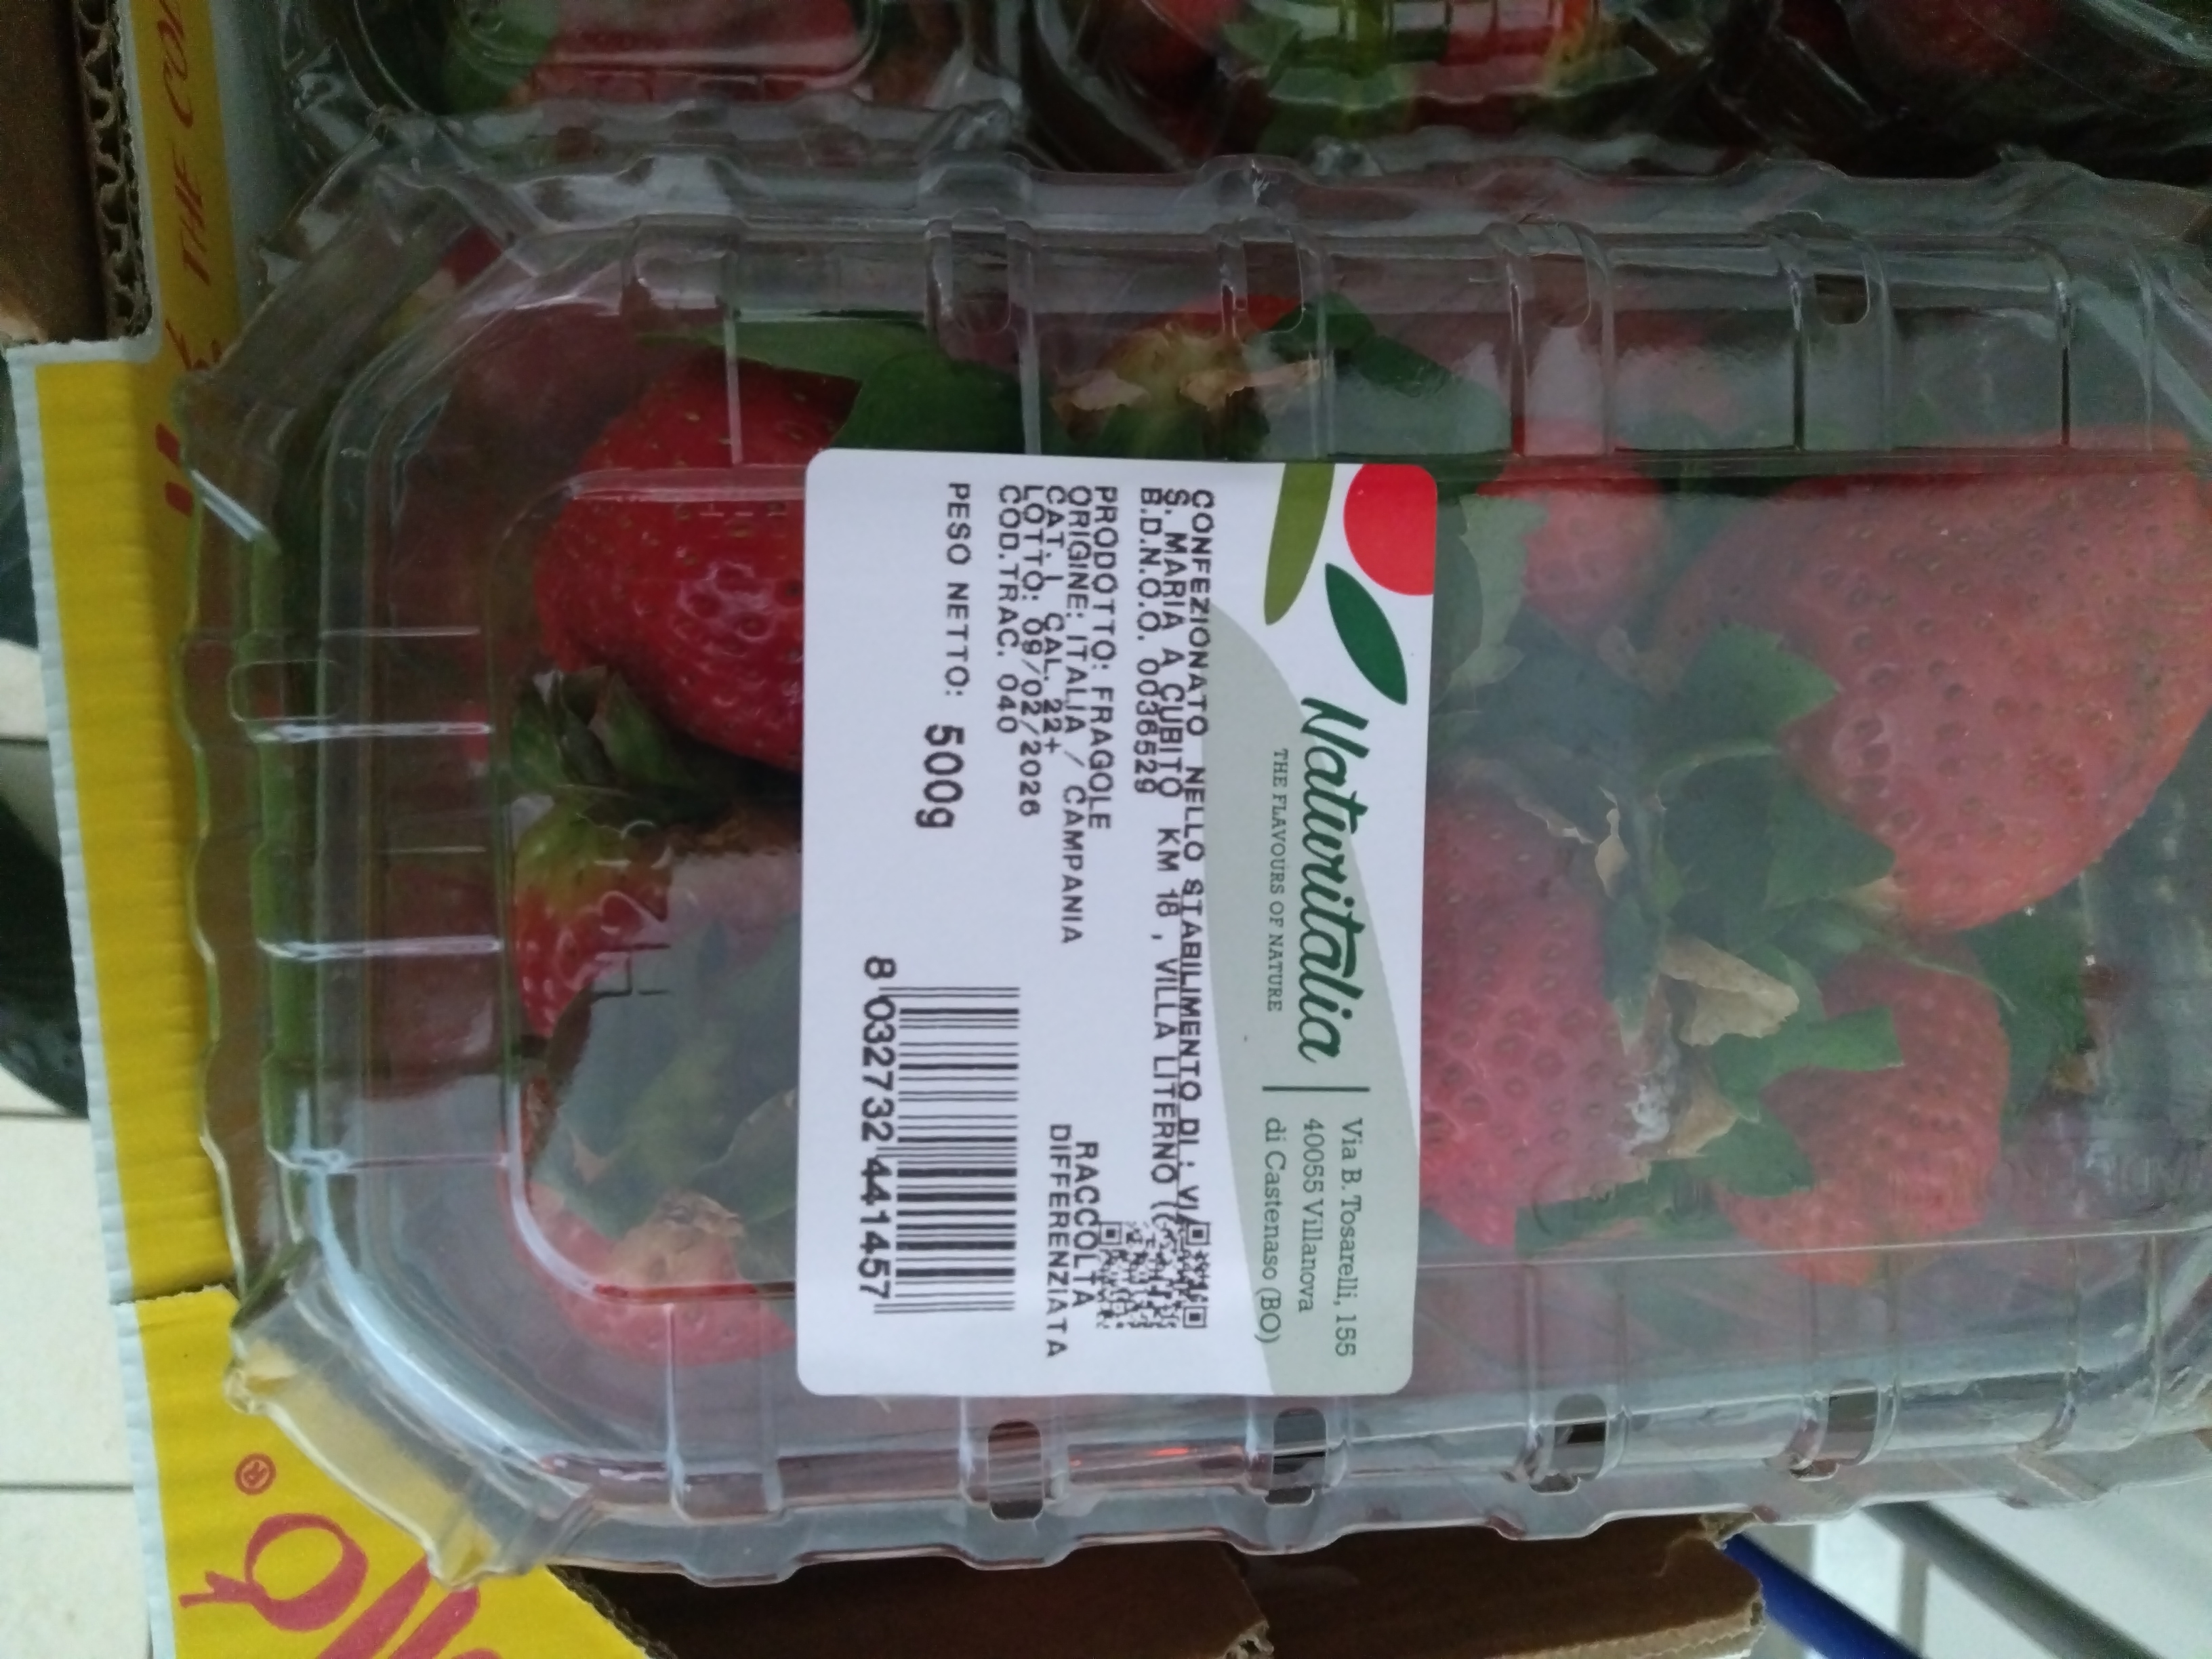 Naturitalia
THE FLAVOURS OF NATURE
Via B. Tosarelli, 155
40055 Villanova
di Castenaso (BO)
CONFEZIONATO NELLO STABILIMENTO DI: VIA
S. MARIA A CUBITO KM 18, VILLA LITERNO (
B.D.N.O.O. 0036529
PRODOTTO: FRAGOLE
ORIGINE: ITALIA / CAMPANIA
CAT. I CAL. 22+
LOTTO: 09/02/2026
COD.TRAC. 040
RACCOLTA
DIFFERENZIATA
PESO NETTO: 500g
8 032732 441457
THE
®